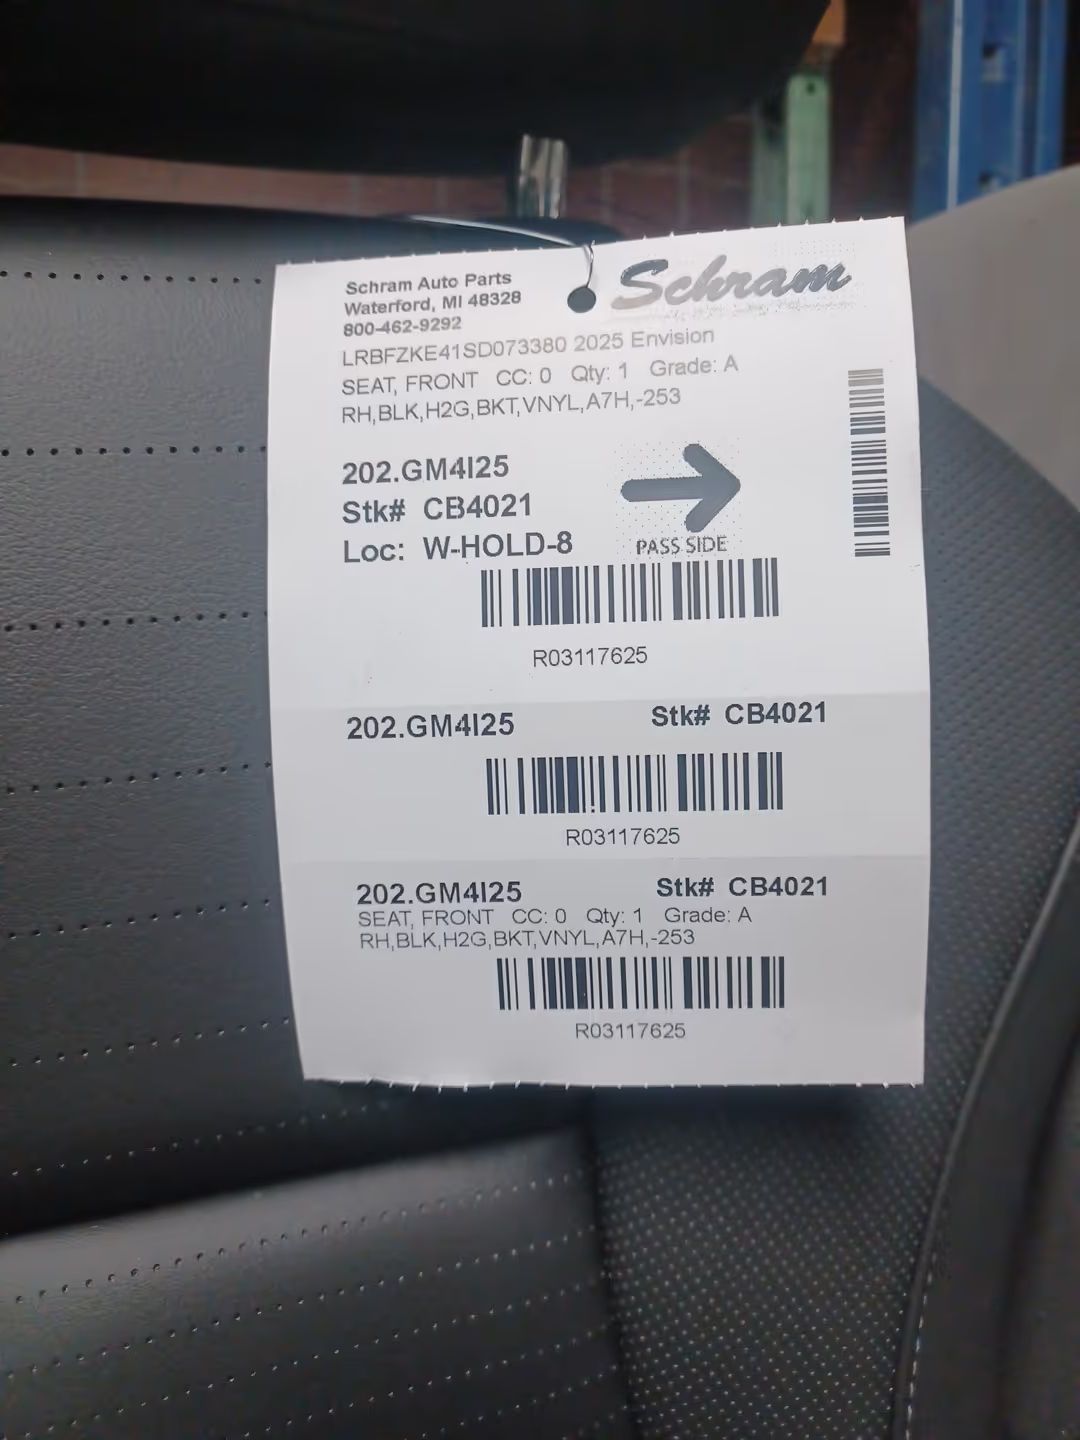 Schram Auto Parts
Waterford, MI 48328
800-462-9292
Schram
LRBFZKE41SD073380 2025 Envision
SEAT, FRONT CC: 0 Qty: 1 Grade: A
RH,BLK,H2G,BKT,VNYL,A7H,-253
202.GM4I25
Stk# CB4021
Loc: W-HOLD-8
PASS SIDE
R03117625
202.GM4I25 Stk# CB4021
R03117625
202.GM4I25 Stk# CB4021
SEAT, FRONT CC: 0 Qty: 1 Grade: A
RH,BLK,H2G,BKT,VNYL,A7H,-253
R03117625